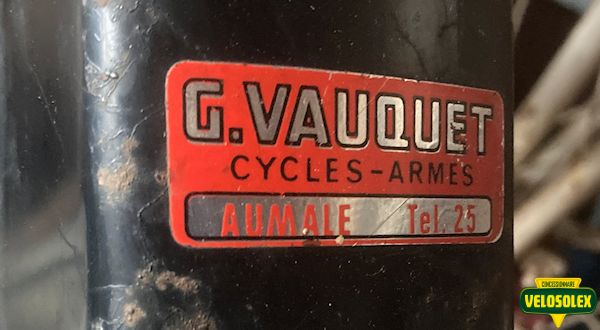 G.VAUQUET
CYCLES-ARMES
AUMALE Tel. 25
CONCESSIONNAIRE
VELOSOLEX